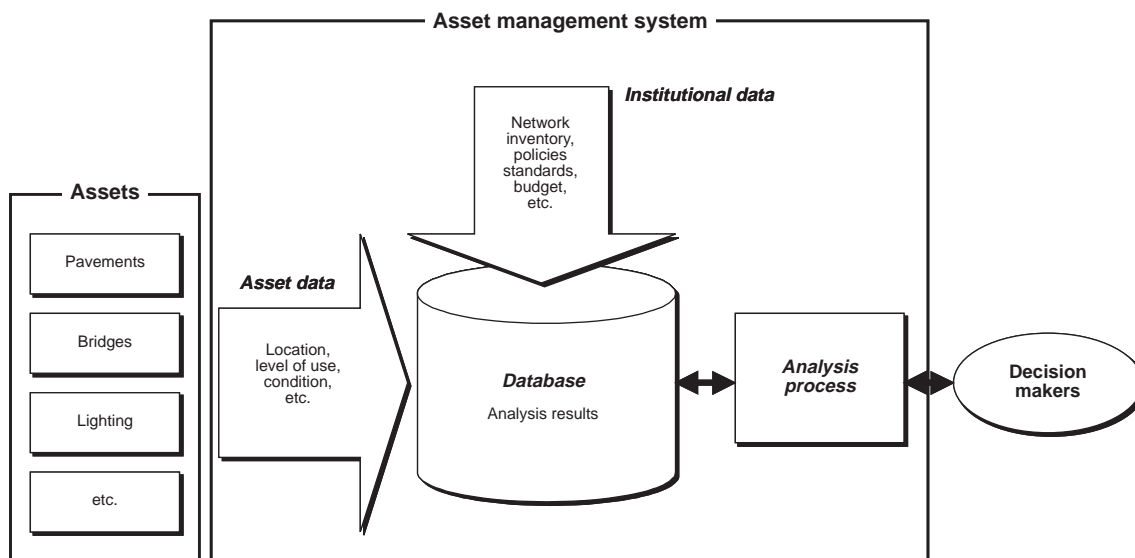 Asset management system
Institutional data
Network
inventory,
policies
standards,
budget,
etc.
Assets
Pavements
Bridges
Lighting
etc.
Asset data
Location,
level of use,
condition,
etc.
Database
Analysis results
Analysis
process
Decision
makers